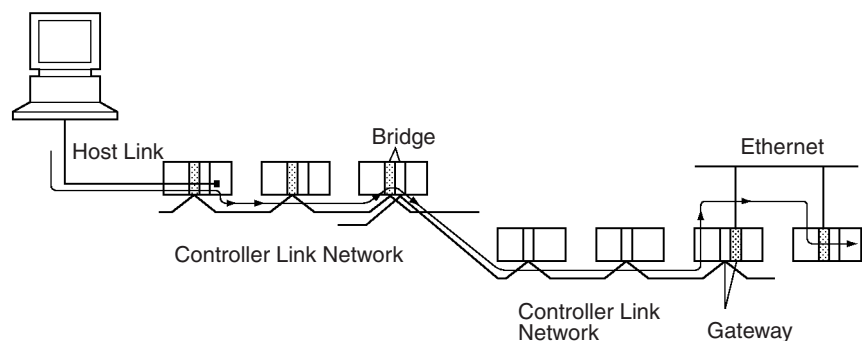 Bridge
Ethernet
Host Link
Controller Link Network
Controller Link
Network
Gateway